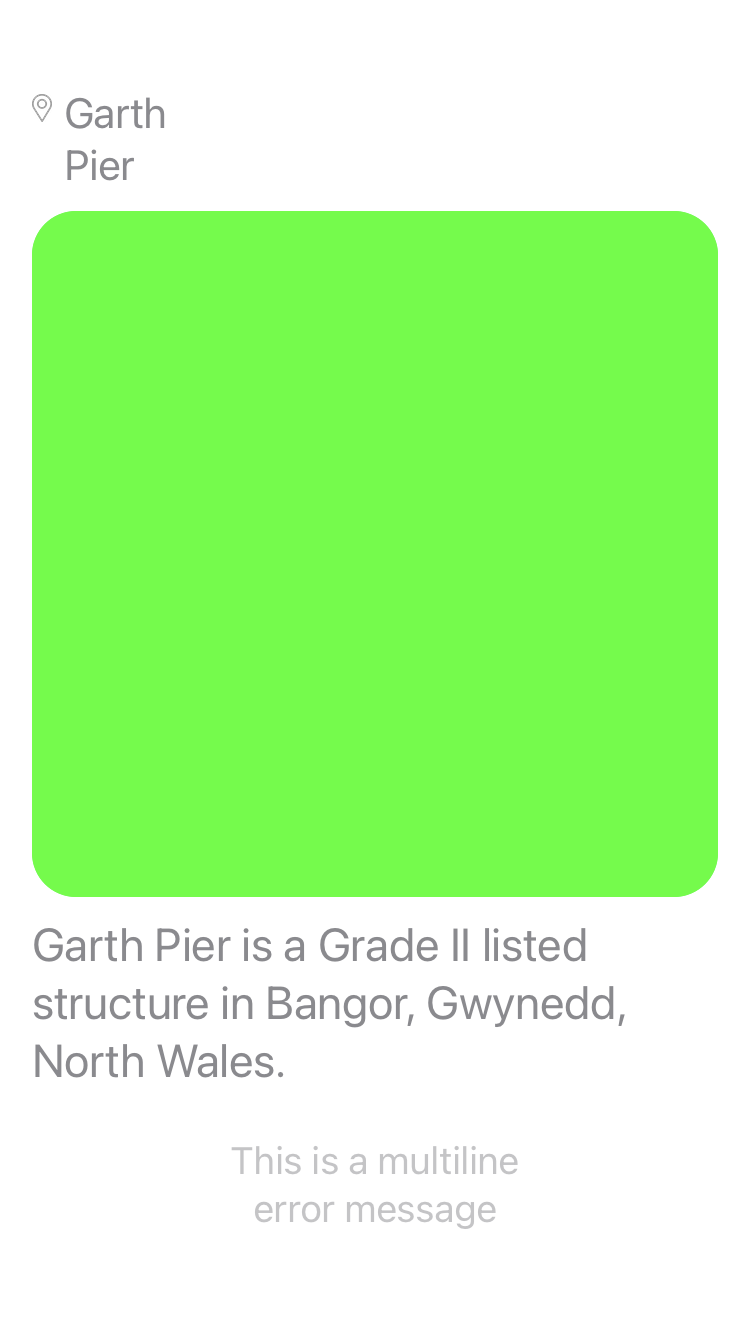 Garth
Pier
Garth Pier is a Grade II listed
structure in Bangor, Gwynedd,
North Wales.
This is a multiline
error message